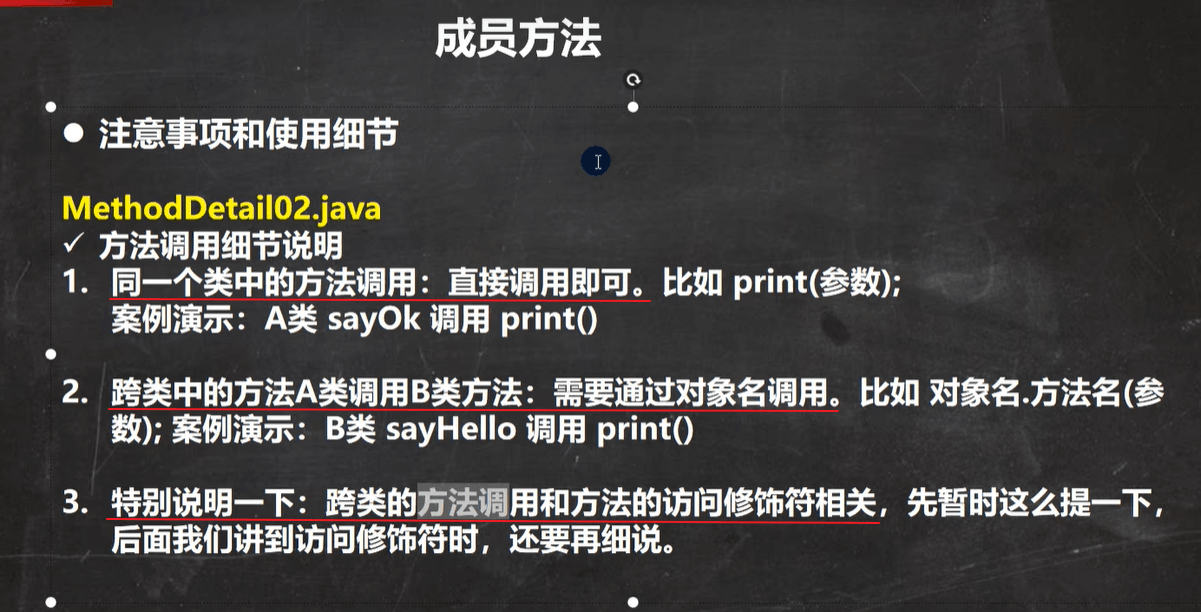 成员方法
● 注意事项和使用细节
MethodDetail02.java
✓ 方法调用细节说明
1. 同一个类中的方法调用：直接调用即可。比如 print(参数);
案例演示：A类 sayOk 调用 print()
2. 跨类中的方法A类调用B类方法：需要通过对象名调用。比如 对象名.方法名(参
数); 案例演示：B类 sayHello 调用 print()
3. 特别说明一下：跨类的方法调用和方法的访问修饰符相关，先暂时这么提一下，
后面我们讲到访问修饰符时，还要再细说。